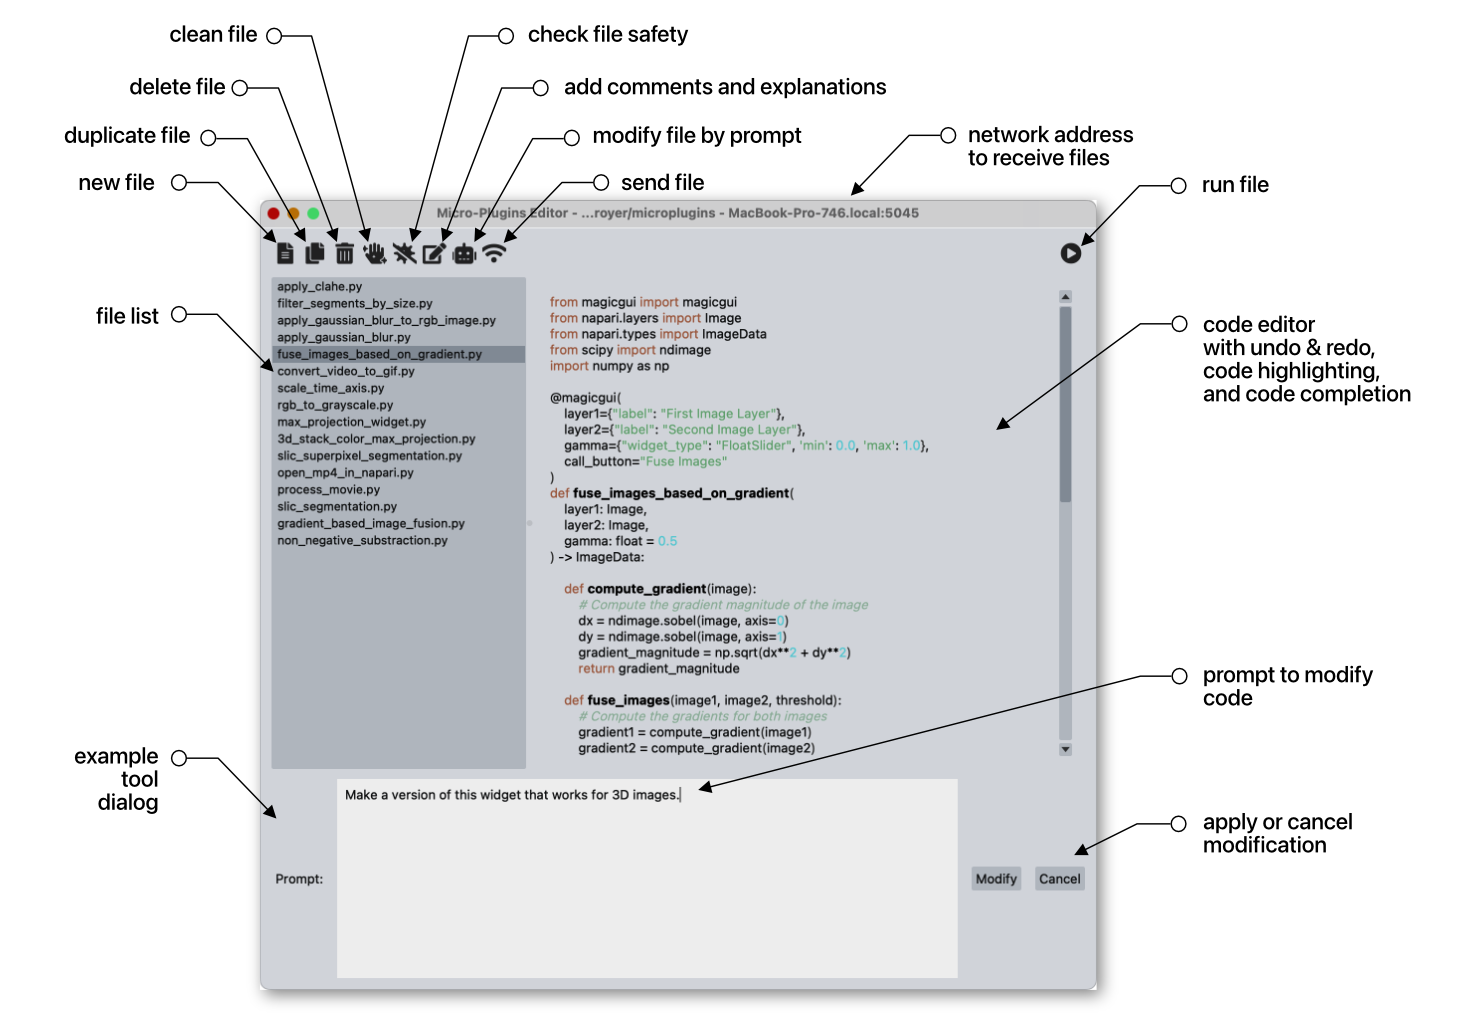 clean file
check file safety
delete file
add comments and explanations
duplicate file
modify file by prompt
network address
to receive files
new file
send file
run file
Micro-Plugins Editor - ...royer/microplugins - MacBook-Pro-746.local:5045
file list
apply_clahe.py
filter_segments_by_size.py
apply_gaussian_blur_to_rgb_image.py
apply_gaussian_blur.py
fuse_images_based_on_gradient.py
convert_video_to_gif.py
scale_time_axis.py
rgb_to_grayscale.py
max_projection_widget.py
3d_stack_color_max_projection.py
slic_superpixel_segmentation.py
open_mp4_in_napari.py
process_movie.py
slic_segmentation.py
gradient_based_image_fusion.py
non_negative_substraction.py
from magicgui import magicgui
from napari.layers import Image
from napari.types import ImageData
from scipy import ndimage
import numpy as np
@magicgui(
layer1={"label": "First Image Layer"},
layer2={"label": "Second Image Layer"},
gamma={"widget_type": "FloatSlider", 'min': 0.0, 'max': 1.0},
call_button="Fuse Images"
)
def fuse_images_based_on_gradient(
layer1: Image,
layer2: Image,
gamma: float = 0.5
) -> ImageData:
def compute_gradient(image):
# Compute the gradient magnitude of the image
dx = ndimage.sobel(image, axis=0)
dy = ndimage.sobel(image, axis=1)
gradient_magnitude = np.sqrt(dx**2 + dy**2)
return gradient_magnitude
def fuse_images(image1, image2, threshold):
# Compute the gradients for both images
gradient1 = compute_gradient(image1)
gradient2 = compute_gradient(image2)
code editor
with undo & redo,
code highlighting,
and code completion
prompt to modify
code
example
tool
dialog
Make a version of this widget that works for 3D images.
apply or cancel
modification
Prompt:
Modify
Cancel